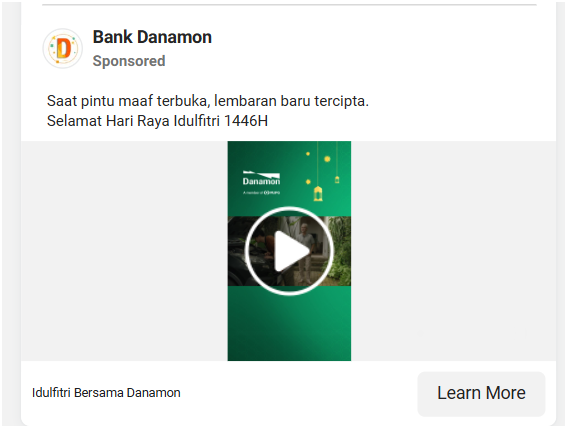 Bank Danamon
Sponsored
Saat pintu maaf terbuka, lembaran baru tercipta.
Selamat Hari Raya Idulfitri 1446H
Danamon
A member of MUFG
Idulfitri Bersama Danamon
Learn More